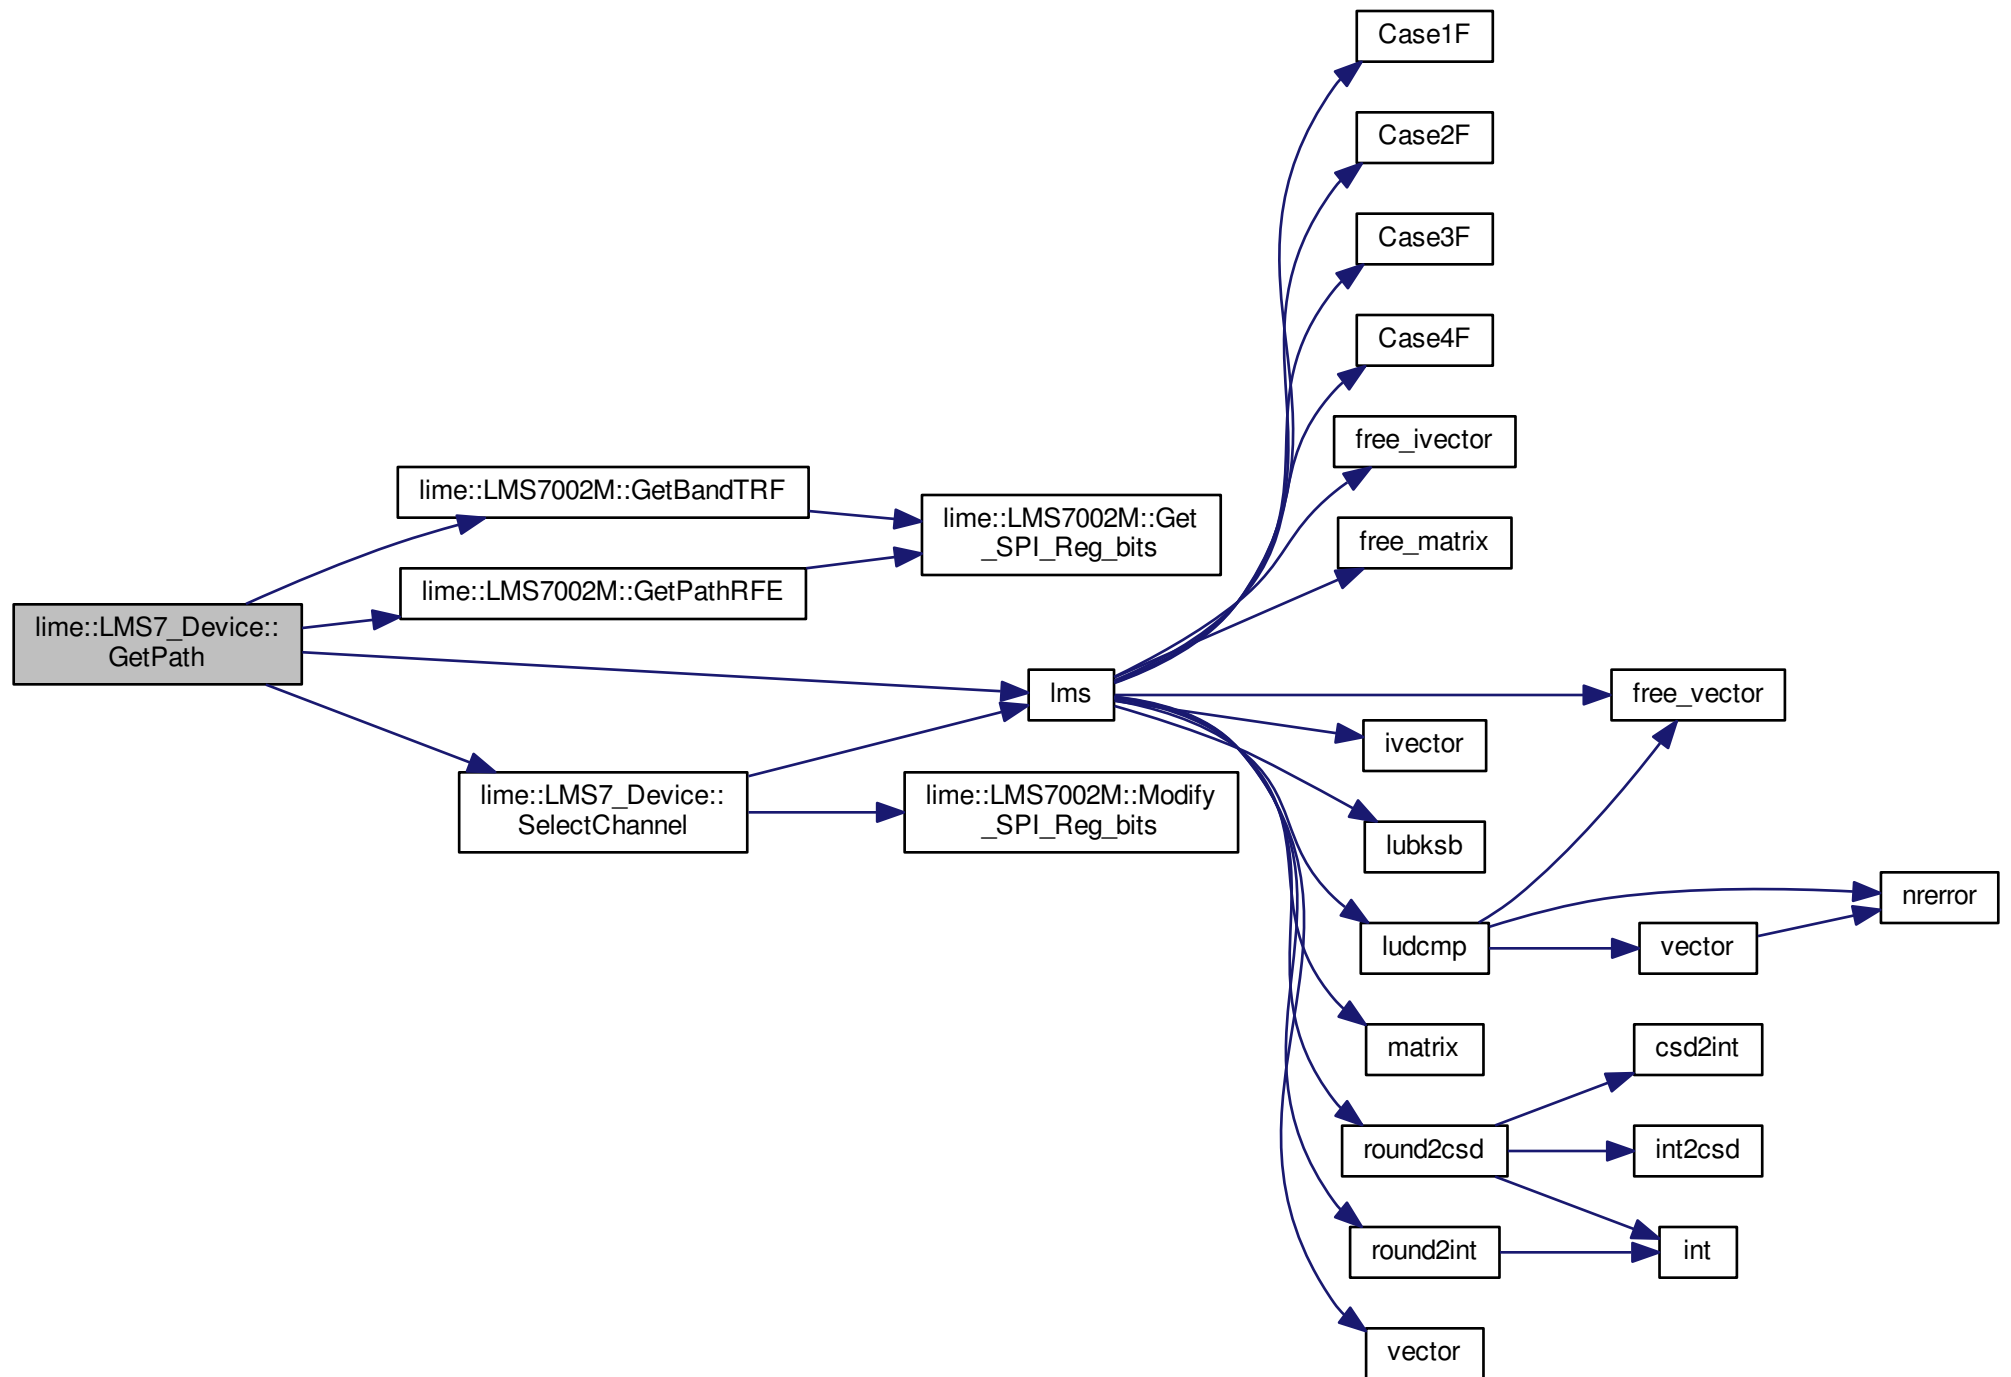 Case1F
Case2F
Case3F
Case4F
free_ivector
lime::LMS7002M::GetBandTRF
lime::LMS7002M::Get
_SPI_Reg_bits
free_matrix
lime::LMS7002M::GetPathRFE
lime::LMS7_Device::
GetPath
lms
free_vector
ivector
lime::LMS7_Device::
SelectChannel
lime::LMS7002M::Modify
_SPI_Reg_bits
lubksb
nrerror
ludcmp
vector
matrix
csd2int
round2csd
int2csd
round2int
int
vector